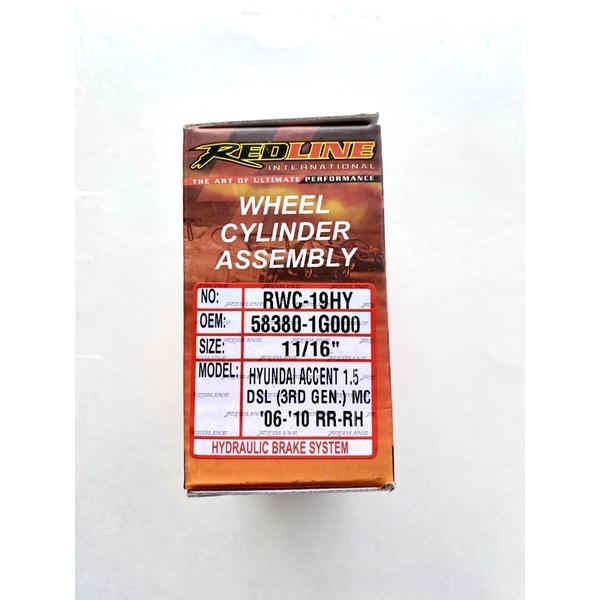 REDLINE
INTERNATIONAL
THE ART OF ULTIMATE PERFORMANCE
WHEEL
CYLINDER
ASSEMBLY
NO: RWC-19HY
OEM: 58380-1G000
SIZE: 11/16"
MODEL: HYUNDAI ACCENT 1.5
DSL (3RD GEN.) MC
'06-'10 RR-RH
HYDRAULIC BRAKE SYSTEM